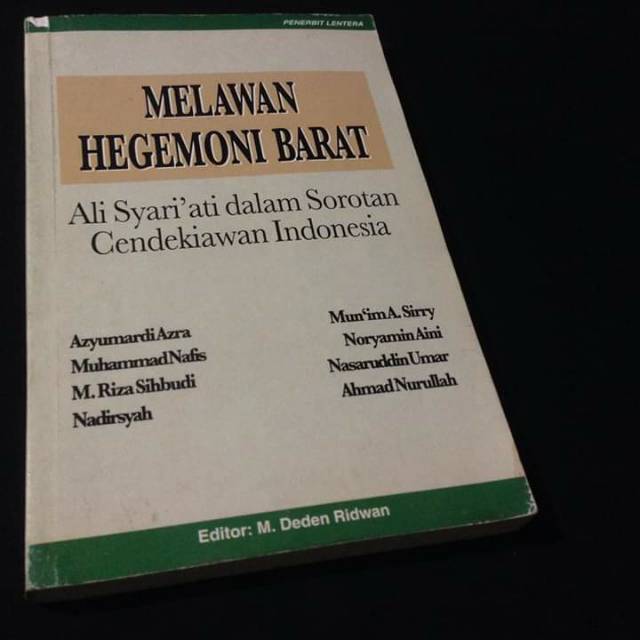 PENERBIT LENTERA
MELAWAN
HEGEMONI BARAT
Ali Syari'ati dalam Sorotan
Cendekiawan Indonesia
Azyumardi Azra
Muhammad Nafis
M. Riza Sihbudi
Nadirsyah
Mun'im A. Sirry
Noryamin Aini
Nasaruddin Umar
Ahmad Nurullah
Editor: M. Deden Ridwan